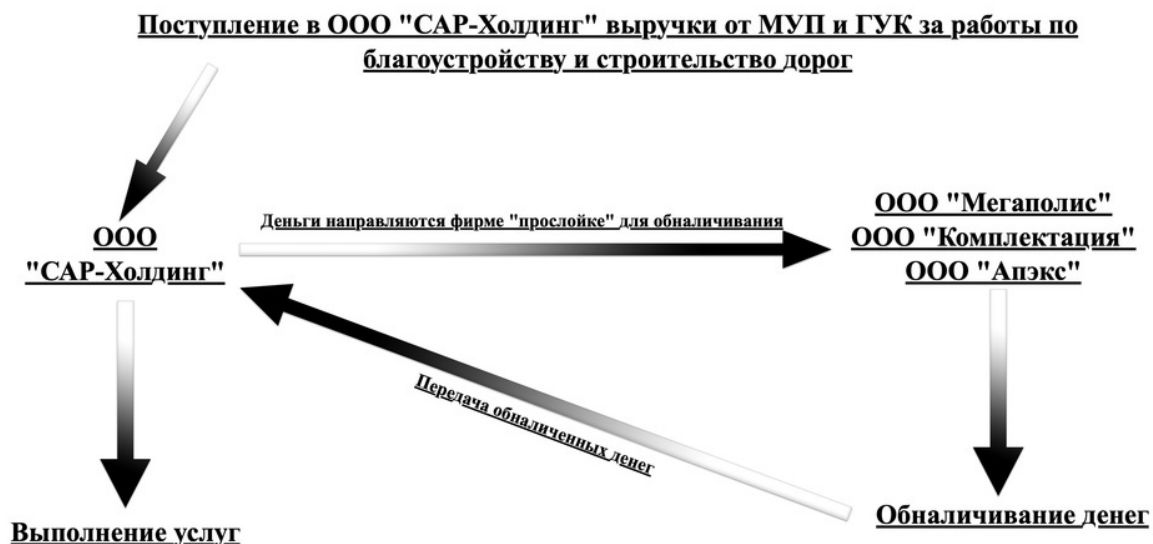 Поступление в ООО "САР-Холдинг" выручки от МУП и ГУК за работы по
благоустройству и строительство дорог
Деньги направляются фирме "прослойке" для обналичивания
ООО
"САР-Холдинг"
ООО "Мегаполис"
ООО "Комплектация"
ООО "Апэкс"
Передача обналиченных денег
Выполнение услуг
Обналичивание денег